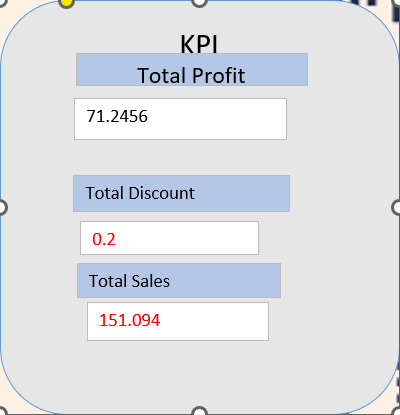 KPI
Total Profit
71.2456
Total Discount
0.2
Total Sales
151.094